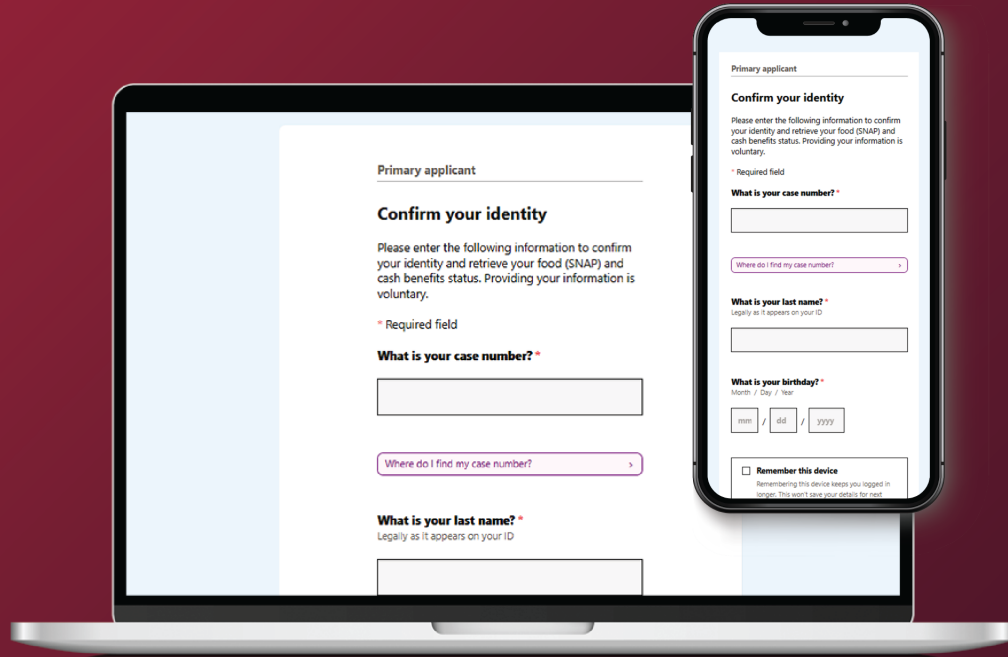 Primary applicant
Confirm your identity
Please enter the following information to confirm
your identity and retrieve your food (SNAP) and
cash benefits status. Providing your information is
voluntary.
* Required field
What is your case number? *
Where do I find my case number? >
What is your last name? *
Legally as it appears on your ID
Primary applicant
Confirm your identity
Please enter the following information to confirm
your identity and retrieve your food (SNAP) and
cash benefits status. Providing your information is
voluntary.
* Required field
What is your case number? *
Where do I find my case number? >
What is your last name? *
Legally as it appears on your ID
What is your birthday? *
Month / Day / Year
mm / dd / yyyy
Remember this device
Remembering this device keeps you logged in
longer. This won't save your details for next